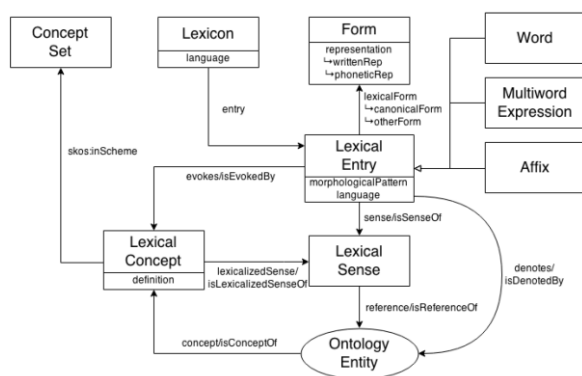 Concept
Set
Lexicon
language
Form
representation
↳writtenRep
↳phoneticRep
Word
Multiword
Expression
Affix
entry
lexicalForm
↳canonicalForm
↳otherForm
skos:inScheme
Lexical
Entry
morphologicalPattern
language
evokes/isEvokedBy
sense/isSenseOf
Lexical
Concept
definition
lexicalizedSense/
isLexicalizedSenseOf
Lexical
Sense
denotes/
isDenotedBy
reference/isReferenceOf
concept/isConceptOf
Ontology
Entity